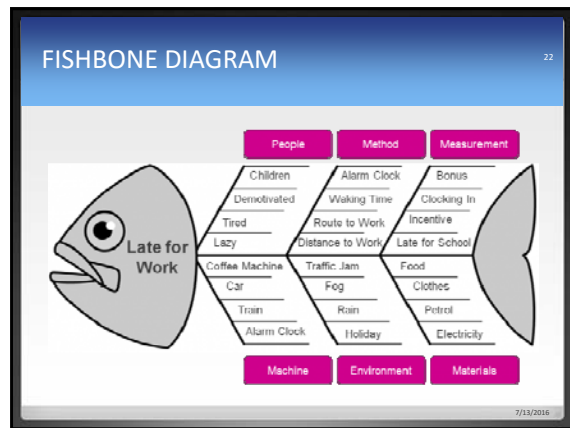 FISHBONE DIAGRAM
22
People Method Measurement
Children Alarm Clock Bonus
Demotivated Waking Time Clocking In
Tired Route to Work Incentive
Lazy Distance to Work Late for School
Late for
Work
Coffee Machine Traffic Jam Food
Car Fog Clothes
Train Rain Petrol
Alarm Clock Holiday Electricity
Machine Environment Materials
7/13/2016